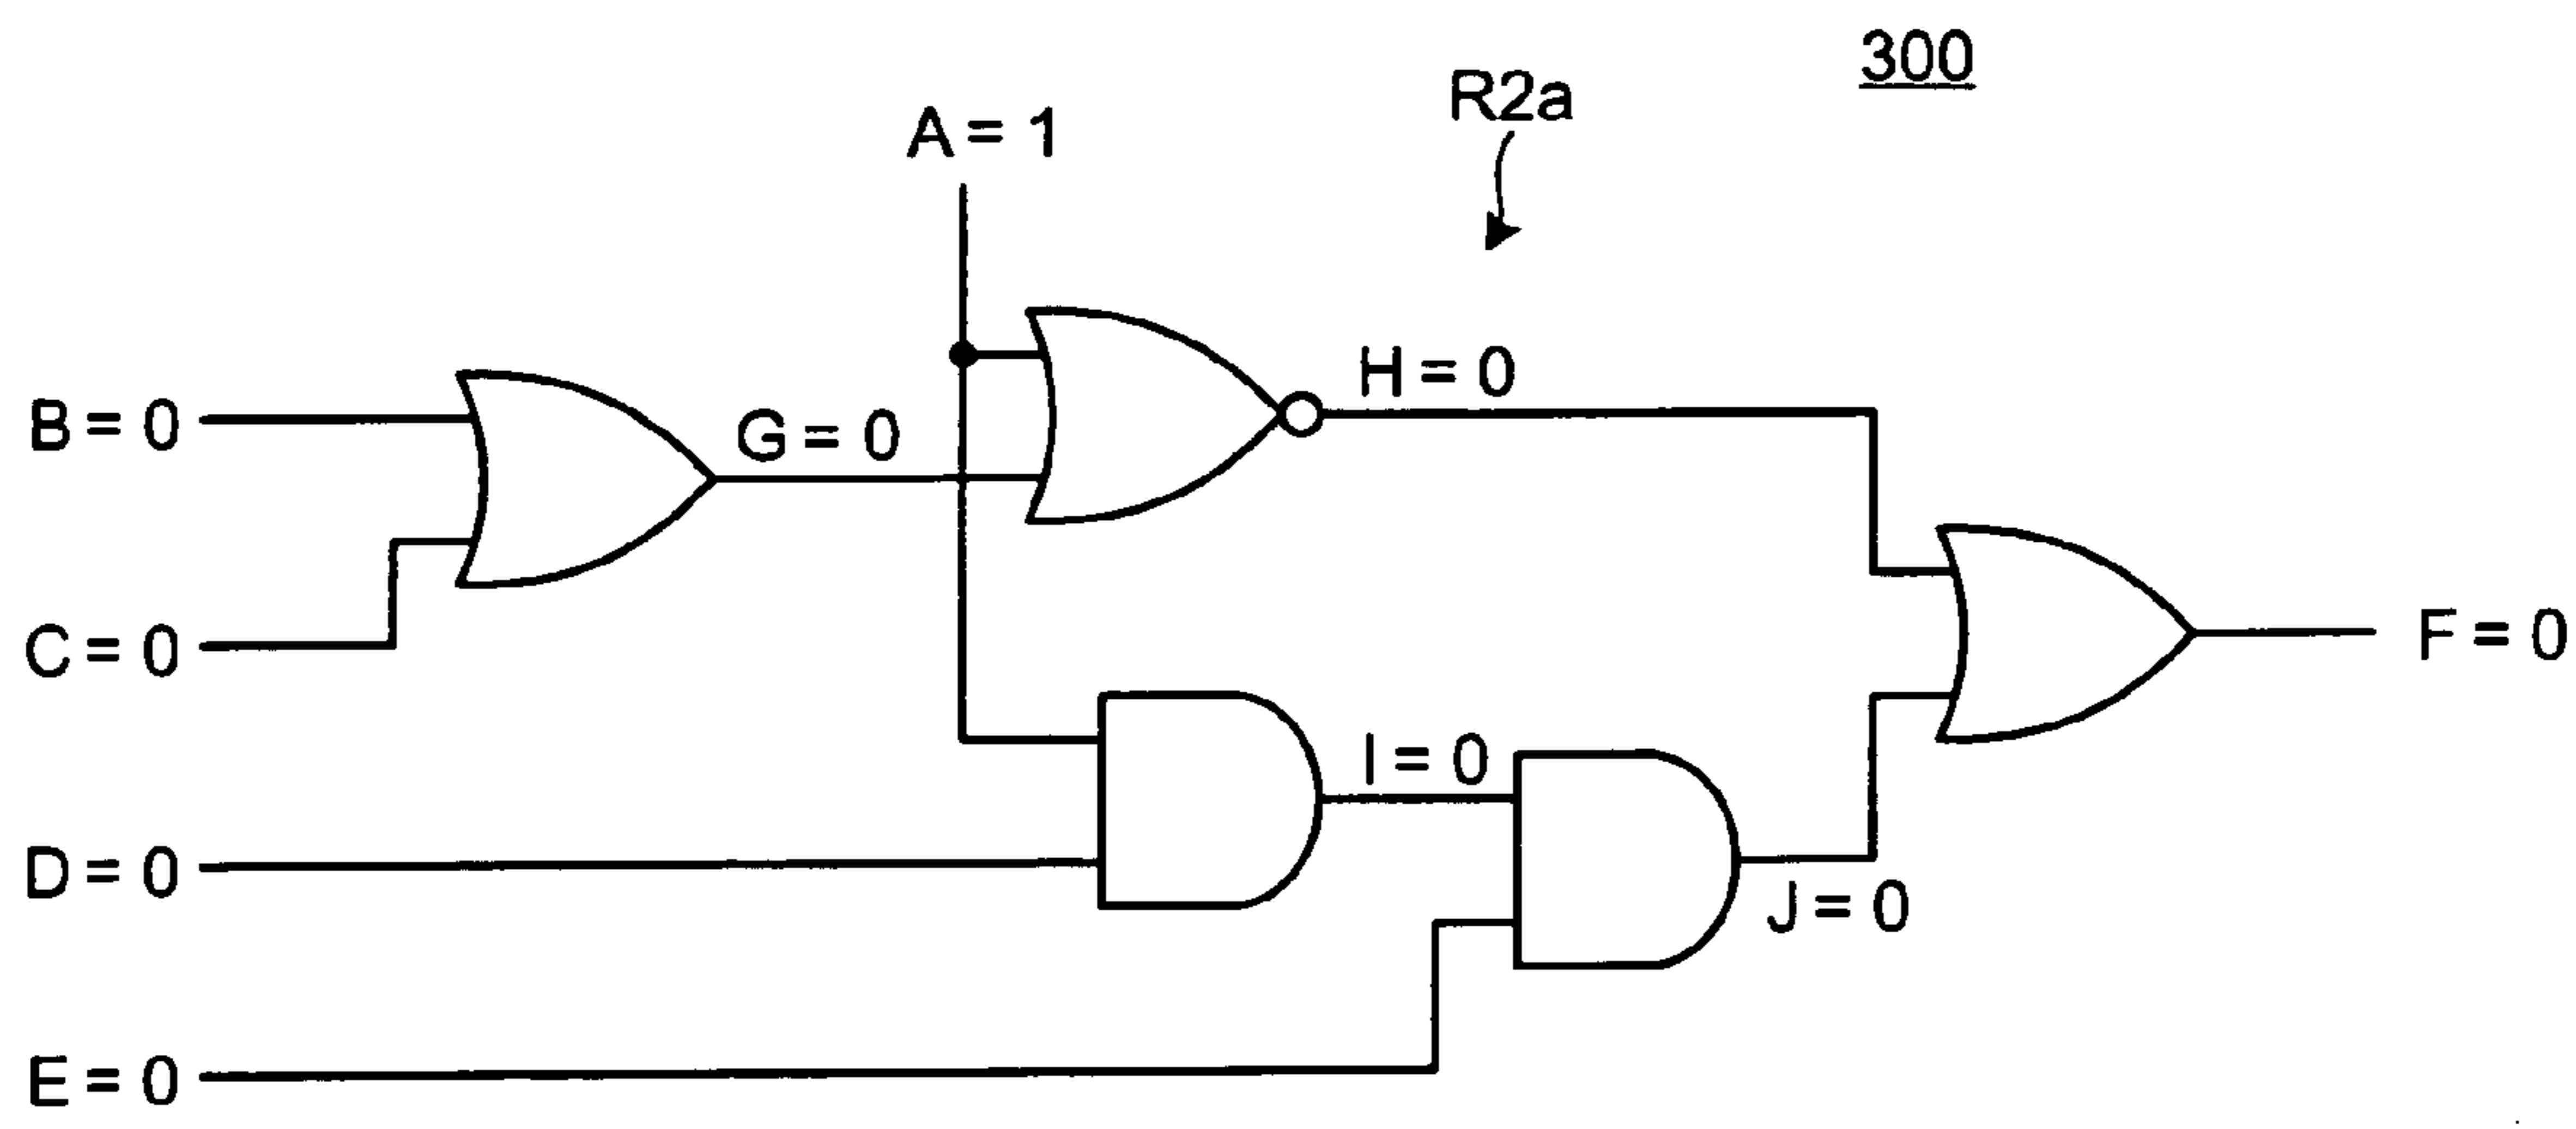 300
R2a
A = 1
H = 0
B = 0
G = 0
C = 0
F = 0
I = 0
D = 0
J = 0
E = 0